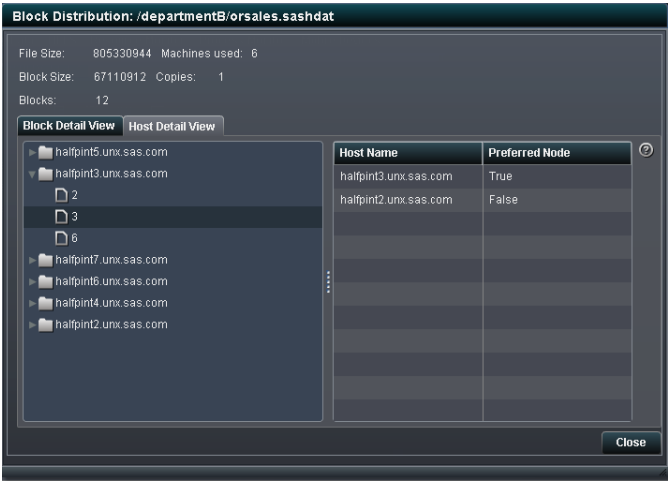 Block Distribution: /departmentB/orsales.sashdat
File Size: 805330944 Machines used: 6
Block Size: 67110912 Copies: 1
Blocks: 12
Block Detail View Host Detail View
halfpint5.unx.sas.com
halfpint3.unx.sas.com
2
3
6
halfpint7.unx.sas.com
halfpint6.unx.sas.com
halfpint4.unx.sas.com
halfpint2.unx.sas.com
Host Name Preferred Node
halfpint3.unx.sas.com True
halfpint2.unx.sas.com False
?
Close